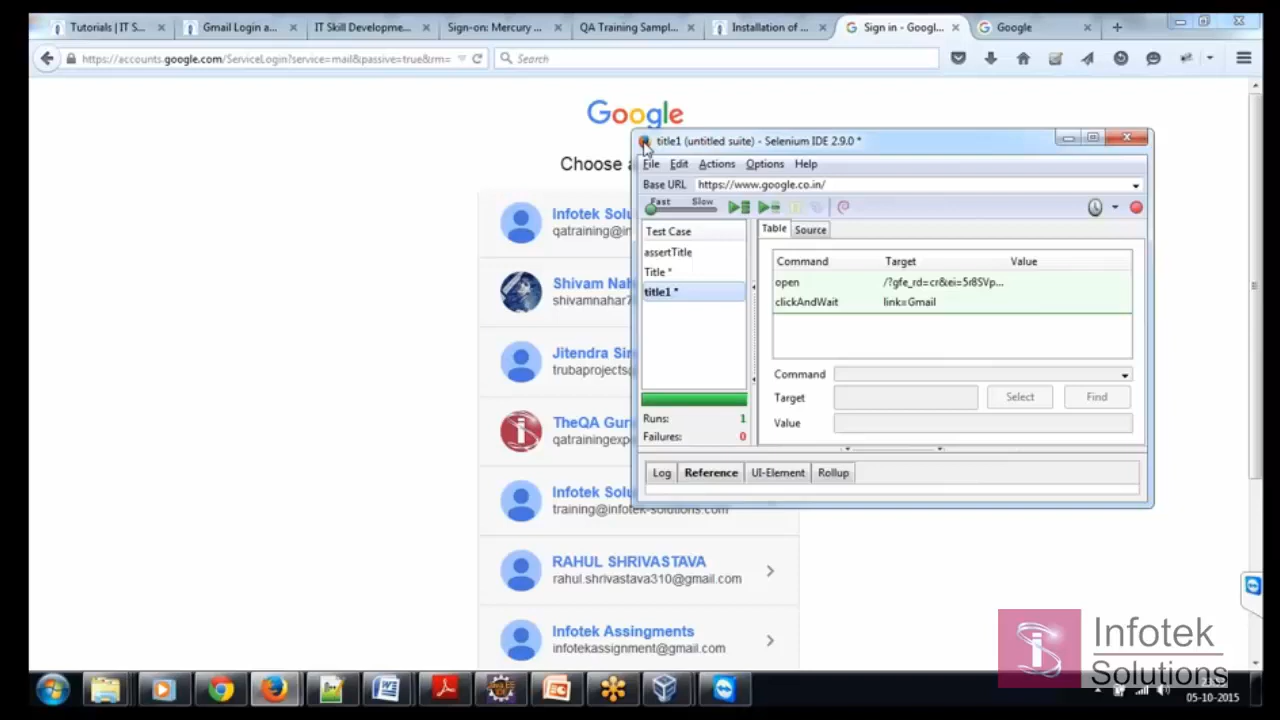 Tutorials | IT S... Gmail Login a... IT Skill Developme... Sign-on: Mercury ... QA Training Sampl... Installation of ... Sign in - Googl... Google
https://accounts.google.com/ServiceLogin?service=mail&passive=true&rm= Search
Google
Choose
title1 (untitled suite) - Selenium IDE 2.9.0 *
File Edit Actions Options Help
Base URL https://www.google.co.in/
Fast Slow
Test Case
assertTitle
Title *
title1 *
Runs: 1
Failures: 0
Table Source
Command Target Value
open /?gfe_rd=cr&ei=5r8SVp...
clickAndWait link=Gmail
Command
Target Select Find
Value
Log Reference UI-Element Rollup
Infotek Solu
qatraining@in
Shivam Nah
shivamnahar7
Jitendra Sin
trubaprojects
TheQA Gur
qatrainingexp
Infotek Solu
training@infotek-solutions.com
RAHUL SHRIVASTAVA
rahul.shrivastava310@gmail.com
Infotek Assingments
infotekassignment@gmail.com
Infotek
Solutions
05-10-2015